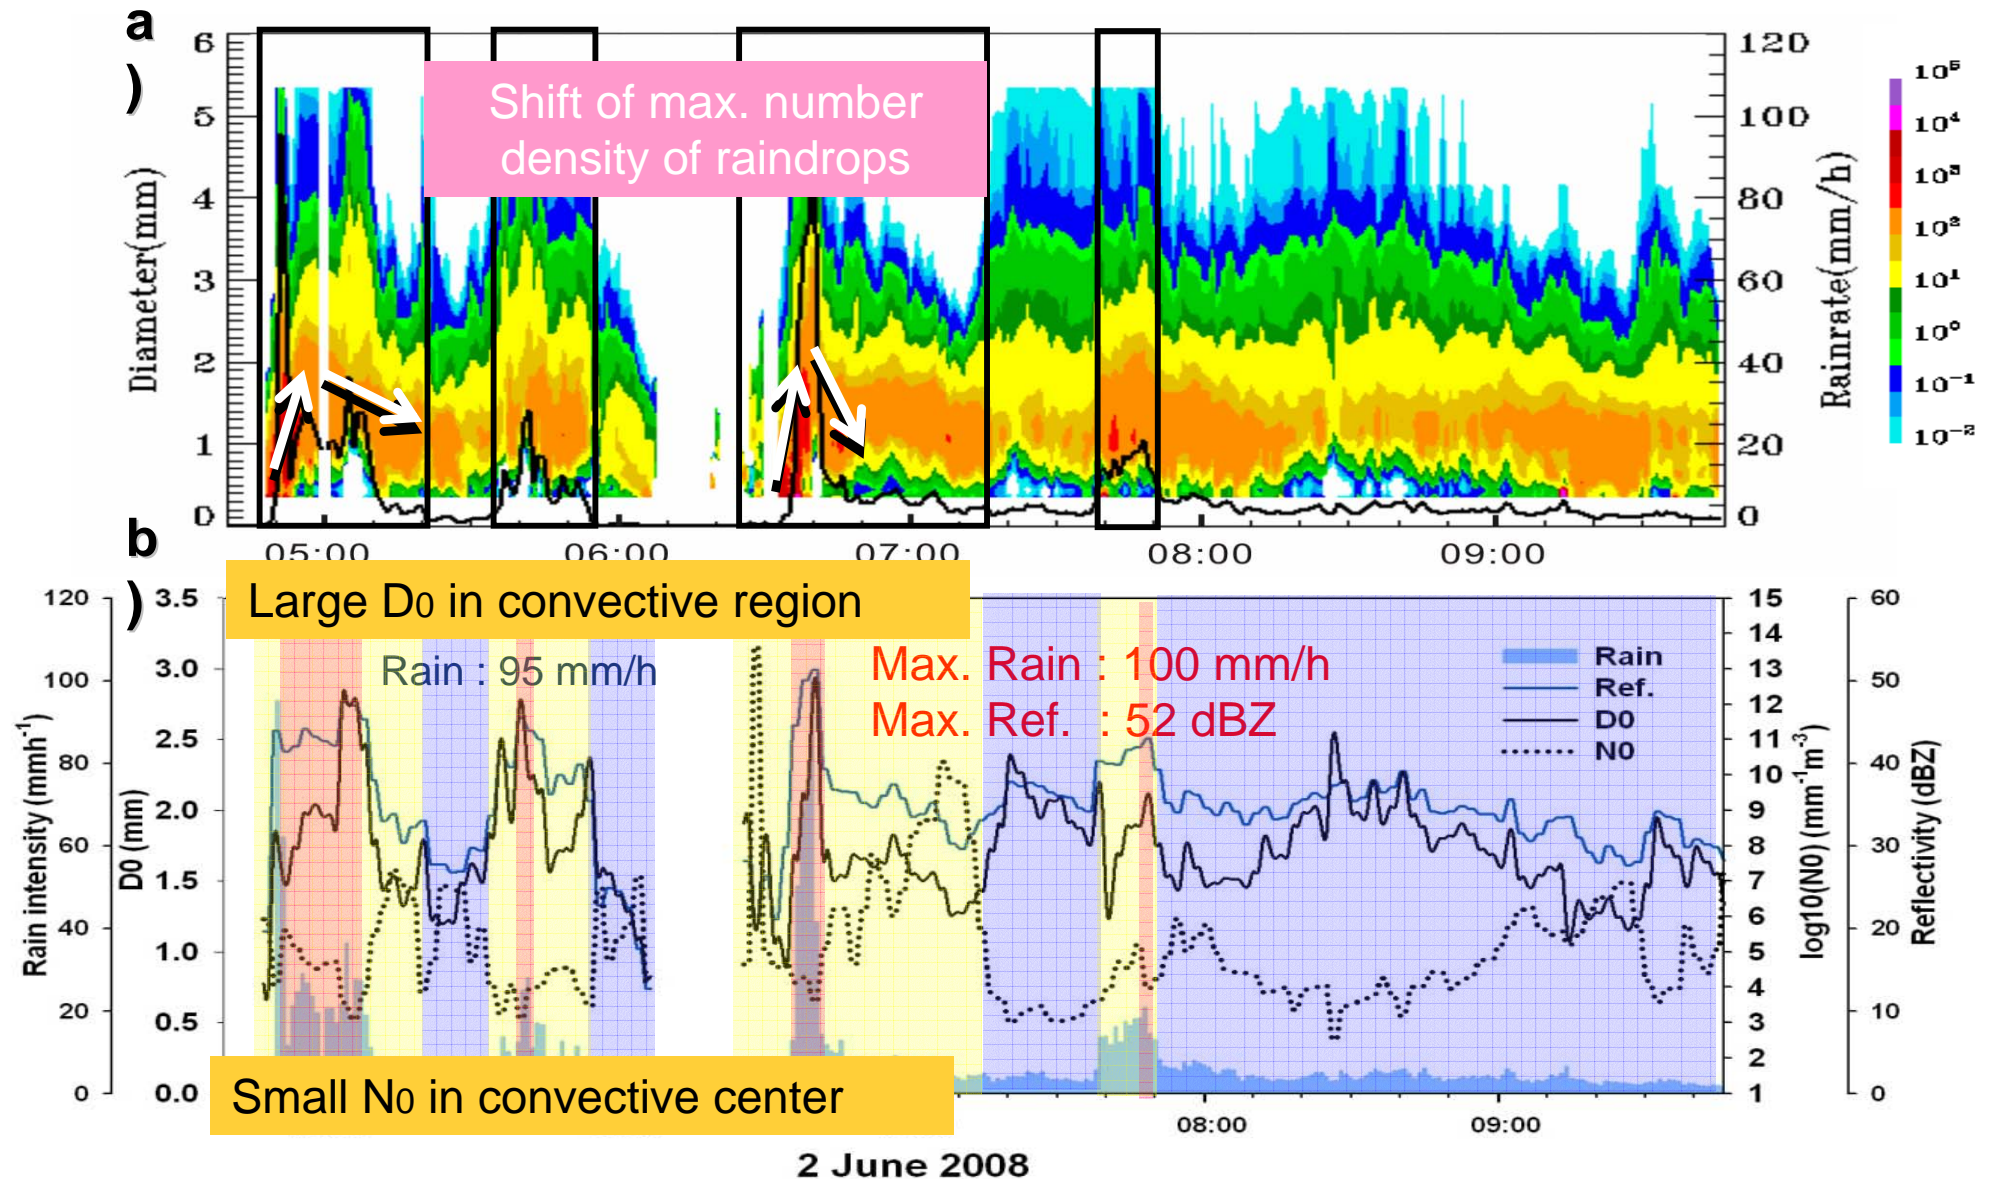 a
)
6
5
4
3
2
1
0
Diameter(mm)
Shift of max. number
density of raindrops
120
100
80
60
40
20
0
Rainrate(mm/h)
10⁵
10⁴
10³
10²
10¹
10⁰
10⁻¹
10⁻²
05:00 06:00 07:00 08:00 09:00
b
)
Large D0 in convective region
120
100
80
60
40
20
0
Rain intensity (mmh-1)
3.5
3.0
2.5
2.0
1.5
1.0
0.5
0.0
D0 (mm)
Rain : 95 mm/h
Max. Rain : 100 mm/h
Max. Ref. : 52 dBZ
Rain
Ref.
D0
N0
15
14
13
12
11
10
9
8
7
6
5
4
3
2
1
log10(N0) (mm-1m-3)
60
50
40
30
20
10
0
Reflectivity (dBZ)
Small N0 in convective center
08:00 09:00
2 June 2008